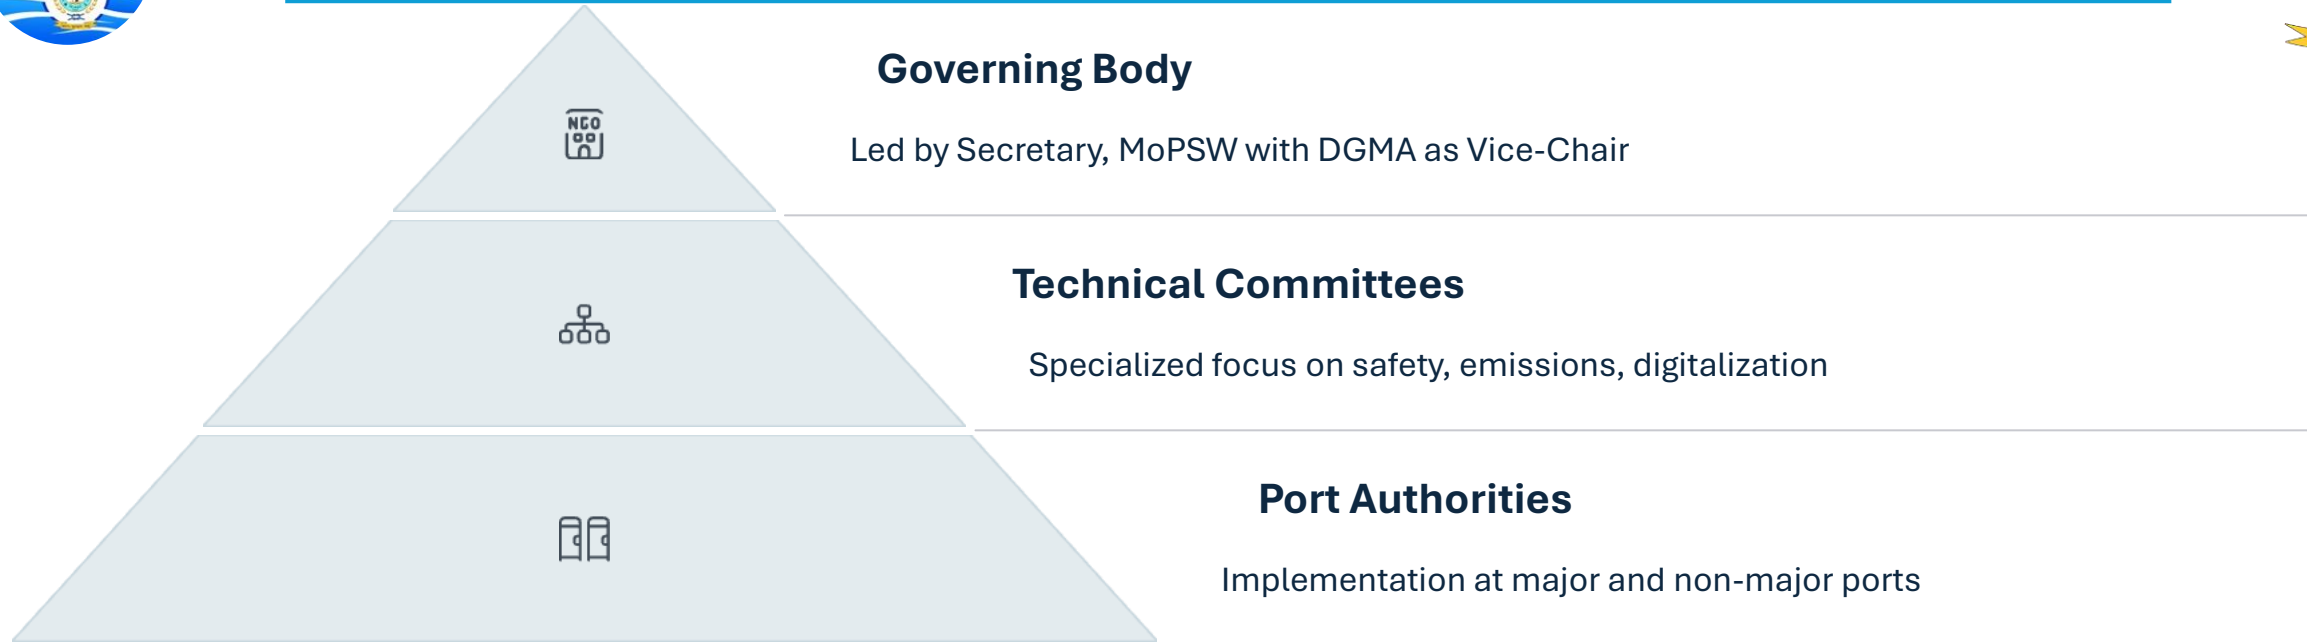 Governing Body
NGO
Led by Secretary, MoPSW with DGMA as Vice-Chair
Technical Committees
Specialized focus on safety, emissions, digitalization
Port Authorities
Implementation at major and non-major ports